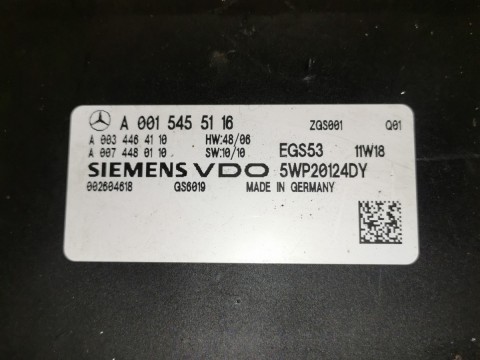 A 001 545 51 16 ZGS001 Q01
A 003 446 41 10 HW:48/06
A 007 448 01 10 SW:10/10 EGS53 11W18
SIEMENS VDO 5WP20124DY
002604618 GS6019 MADE IN GERMANY